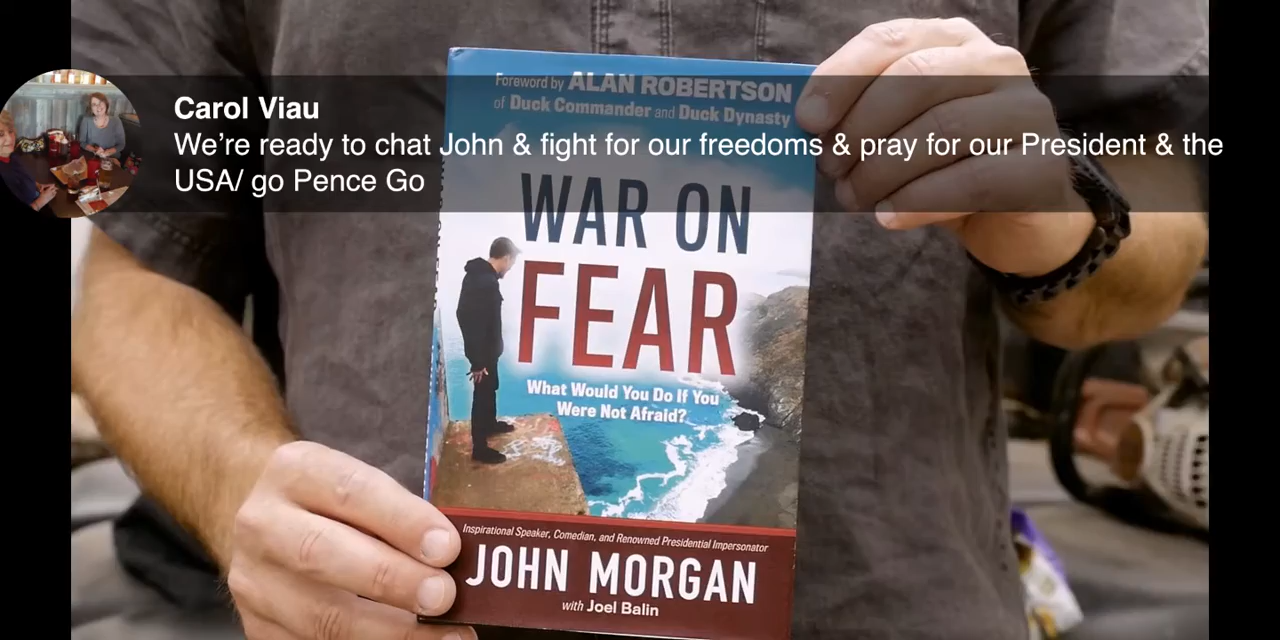 Foreword by ALAN ROBERTSON
of Duck Commander and Duck Dynasty
Carol Viau
We’re ready to chat John & fight for our freedoms & pray for our President & the
USA/ go Pence Go
WAR ON
FEAR
What Would You Do If You
Were Not Afraid?
Inspirational Speaker, Comedian, and Renowned Presidential Impersonator
JOHN MORGAN
with Joel Balin